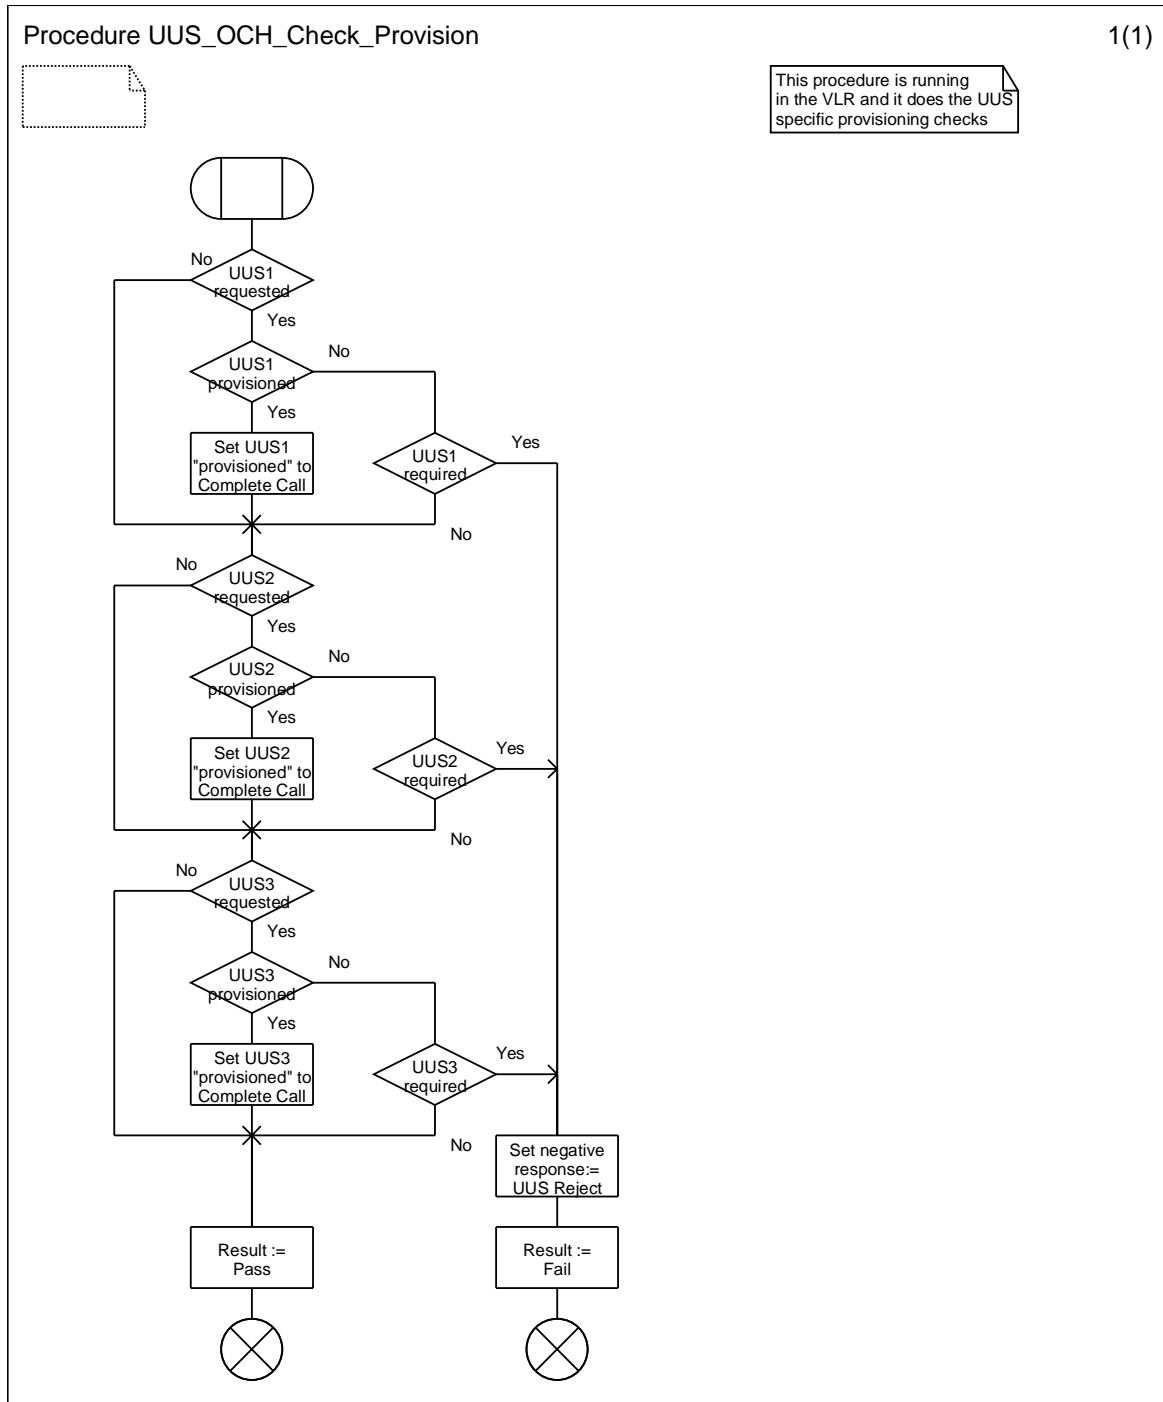 Procedure UUS_OCH_Check_Provision
1(1)
This procedure is running
in the VLR and it does the UUS
specific provisioning checks
No
UUS1
requested
Yes
UUS1
provisioned
No
Yes
Set UUS1
"provisioned" to
Complete Call
UUS1
required
Yes
No
No
UUS2
requested
Yes
UUS2
provisioned
No
Yes
Set UUS2
"provisioned" to
Complete Call
UUS2
required
Yes
No
No
UUS3
requested
Yes
UUS3
provisioned
No
Yes
Set UUS3
"provisioned" to
Complete Call
UUS3
required
Yes
No
Set negative
response:=
UUS Reject
Result :=
Pass
Result :=
Fail